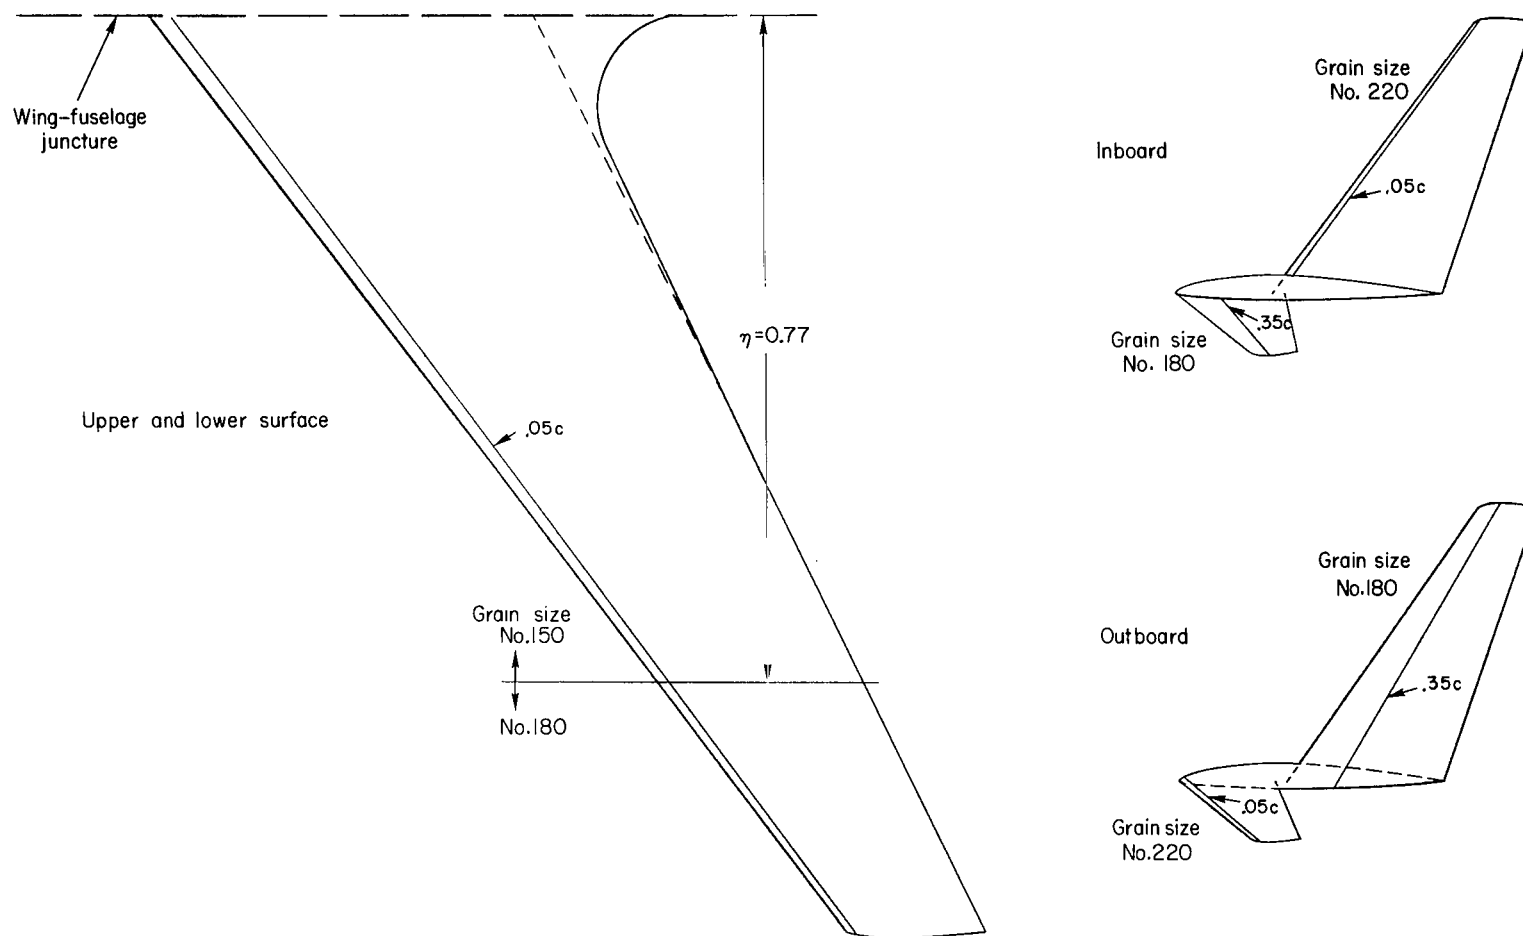 Wing-fuselage
juncture
Upper and lower surface
.05c
η=0.77
Grain size
No.150
No.180
Inboard
Grain size
No. 220
.05c
.35c
Grain size
No. 180
Outboard
Grain size
No.180
.35c
.05c
Grain size
No.220